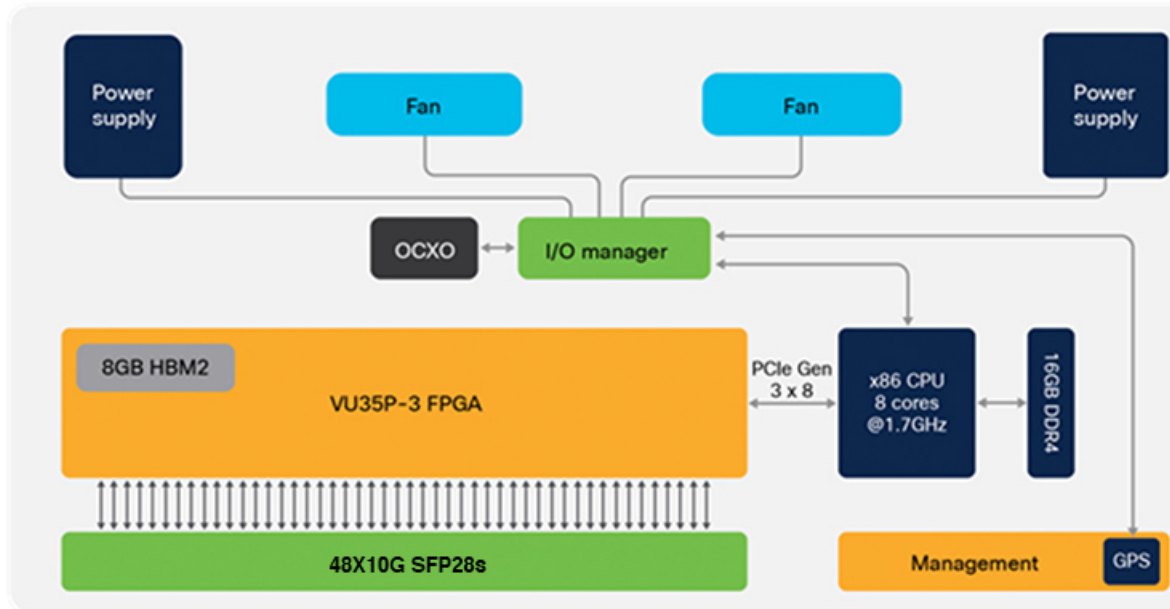 Power
supply
Fan
Fan
Power
supply
OCXO
I/O manager
8GB HBM2
VU35P-3 FPGA
PCIe Gen
3 x 8
x86 CPU
8 cores
@1.7GHz
16GB DDR4
48X10G SFP28s
Management
GPS